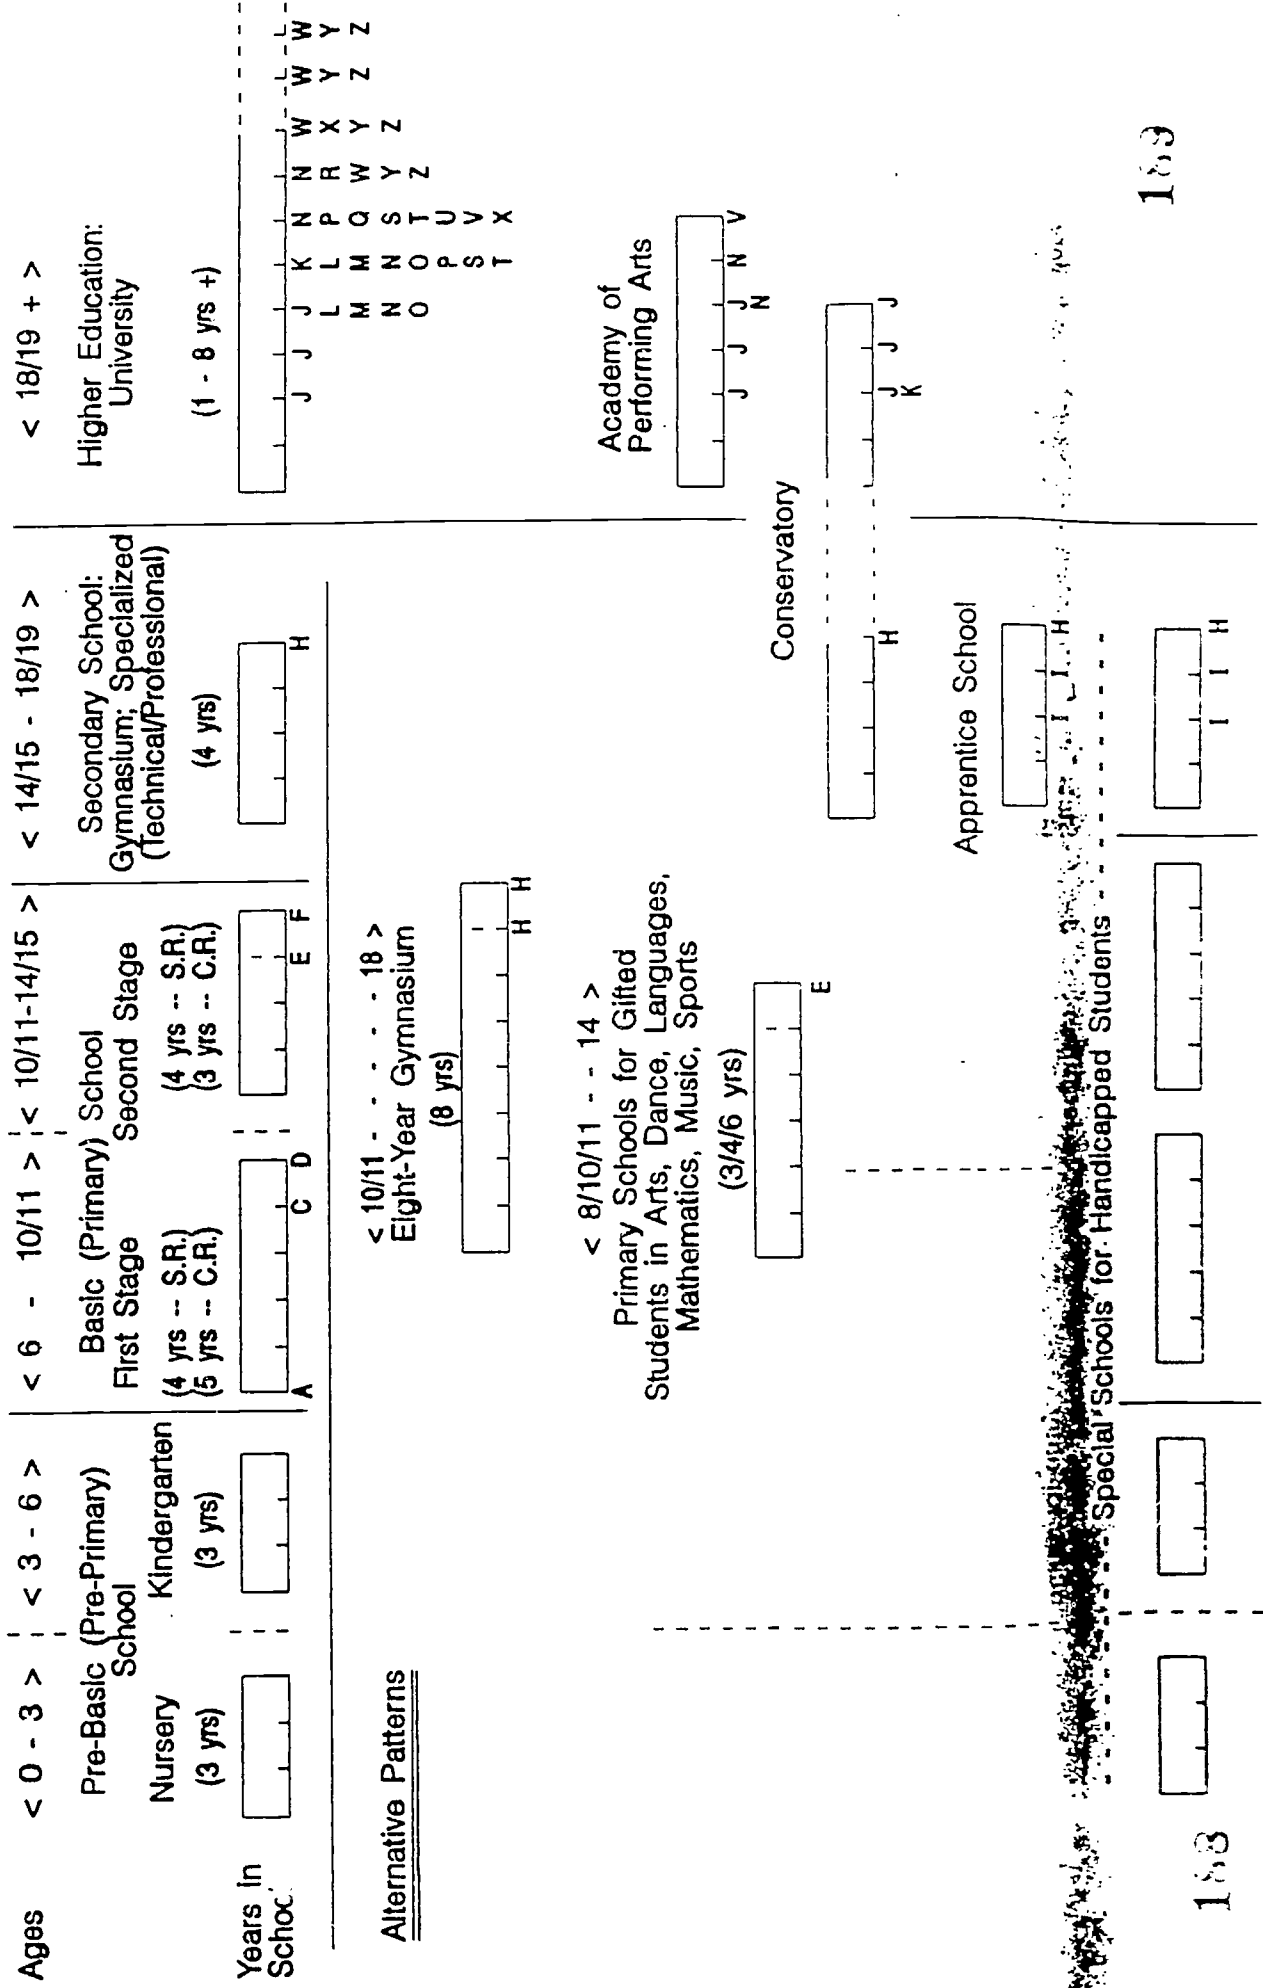 Ages < 0 - 3 > < 3 - 6 > < 6 - 10/11 > < 10/11-14/15 > < 14/15 - 18/19 > < 18/19 + >
Pre-Basic (Pre-Primary)
School
Nursery Kindergarten
(3 yrs) (3 yrs)
Basic (Primary) School
First Stage Second Stage
(4 yrs -- S.R.) (4 yrs -- S.R.)
(5 yrs -- C.R.) (3 yrs -- C.R.)
Secondary School:
Gymnasium; Specialized
(Technical/Professional)
(4 yrs)
Higher Education:
University
(1 - 8 yrs +)
Years in
A C D E F H J J J K N N W W W
L L P R X Y Y
M M Q W Y Z Z
N N S Y Z
O O T Z
P U
S V
T X
Alternative Patterns
< 10/11 - - - - - 18 >
Eight-Year Gymnasium
(8 yrs)
H H
< 8/10/11 - - 14 >
Primary Schools for Gifted
Students in Arts, Dance, Languages,
Mathematics, Music, Sports
(3/4/6 yrs)
E
Academy of
Performing Arts
J J J N V
N
Conservatory
H J J J
K
Apprentice School
I I H
Special Schools for Handicapped Students
I I H